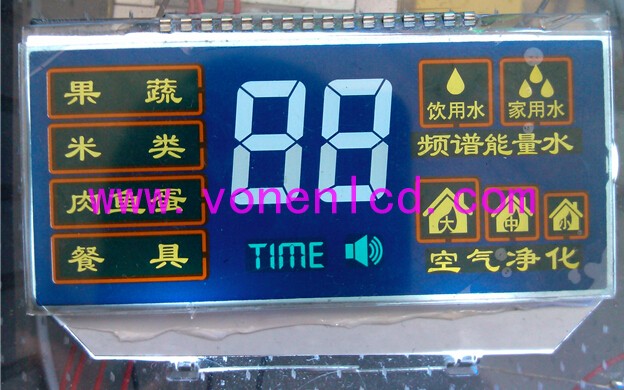 果 蔬
米 类
肉鱼蛋
餐 具
88
TIME
饮用水
家用水
频谱能量水
大
中
小
空气净化
www.vonenlcd.com